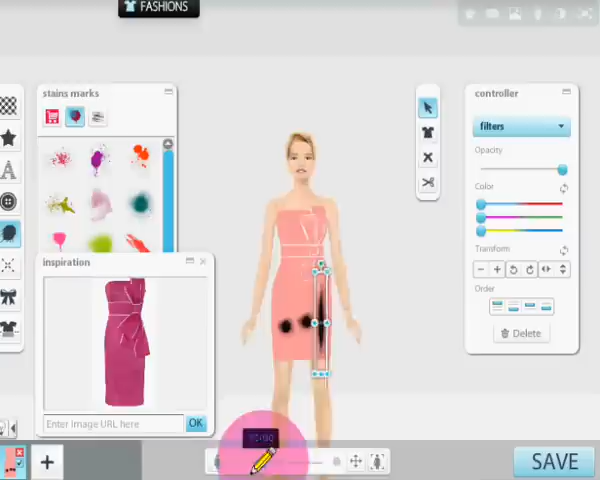 FASHIONS
stains marks
controller
filters
Opacity
Color
Transform
Order
Delete
inspiration
Enter image URL here
OK
SAVE